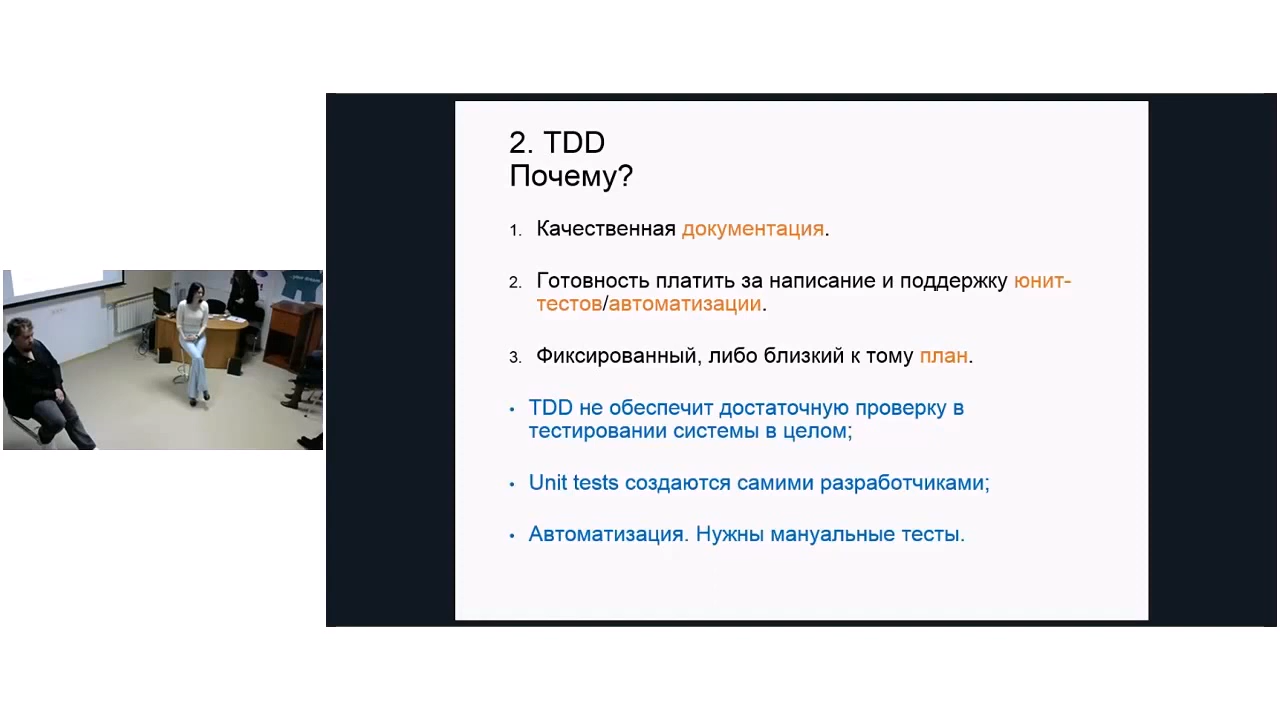 2. TDD
Почему?
1. Качественная документация.
2. Готовность платить за написание и поддержку юнит-
тестов/автоматизации.
3. Фиксированный, либо близкий к тому план.
• TDD не обеспечит достаточную проверку в
тестировании системы в целом;
• Unit tests создаются самими разработчиками;
• Автоматизация. Нужны мануальные тесты.